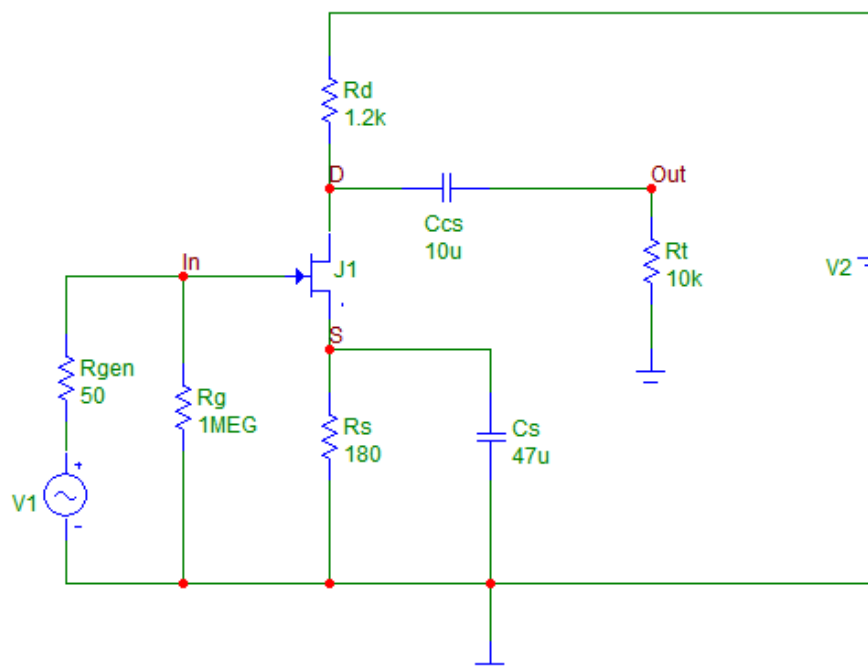 Rd
1.2k
D
Out
Ccs
10u
Rt
10k
V2
In
J1
S
Rgen
50
Rg
1MEG
Rs
180
Cs
47u
V1
+
-